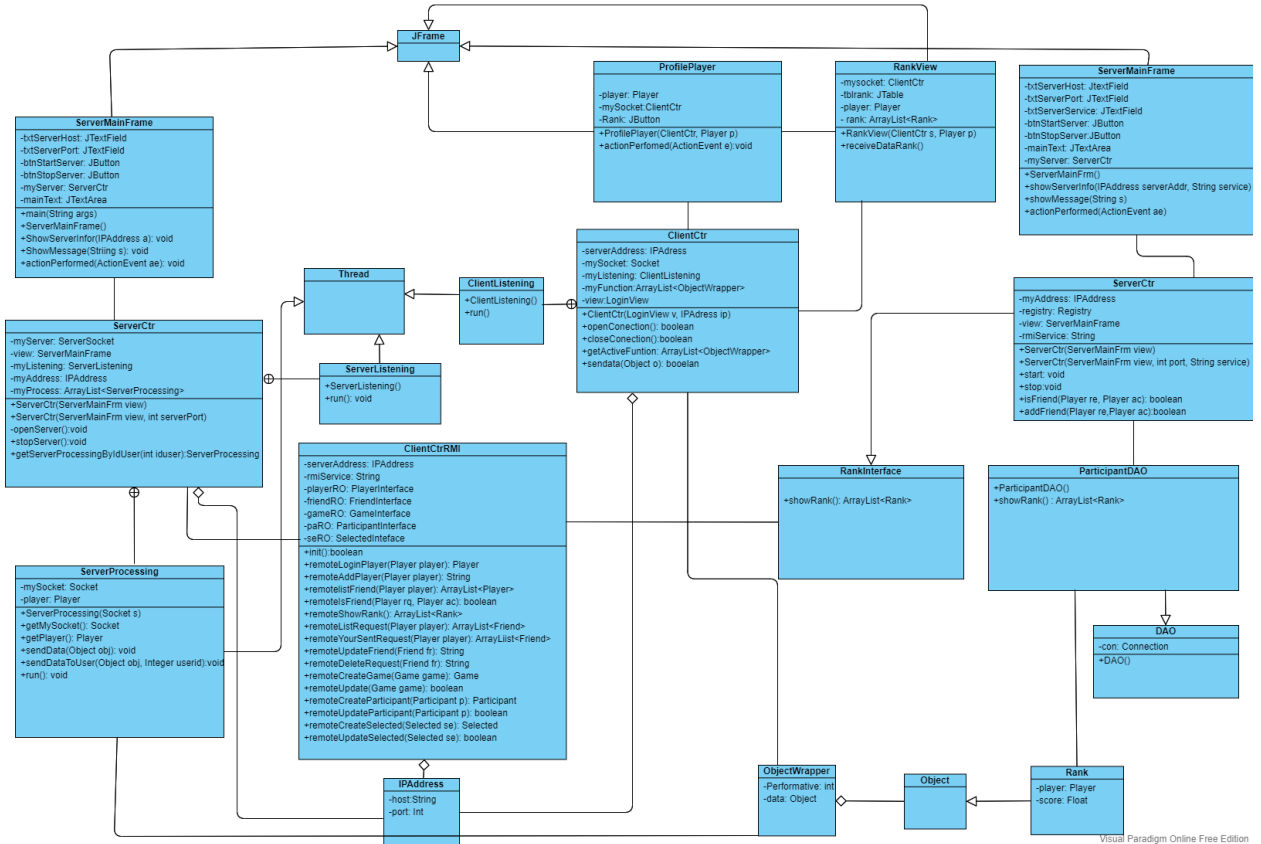 JFrame
ServerMainFrame
-txtServerHost: JTextField
-txtServerPort: JTextField
-btnStartServer: JButton
-btnStopServer: JButton
-myServer: ServerCtr
-mainText: JTextArea
+main(String args)
+ServerMainFrame()
+ShowServerInfor(IPAddress a): void
+ShowMessage(Striing s): void
+actionPerformed(ActionEvent ae): void
ProfilePlayer
-player: Player
-mySocket:ClientCtr
-Rank: JButton
+ProfilePlayer(ClientCtr, Player p)
+actionPerfomed(ActionEvent e):void
RankView
-mysocket: ClientCtr
-tblrank: JTable
-player: Player
- rank: ArrayList<Rank>
+RankView(ClientCtr s, Player p)
+receiveDataRank()
ServerMainFrame
-txtServerHost: JtextField
-txtServerPort: JTextField
-txtServerService: JTextField
-btnStartServer: JButton
-btnStopServer:JButton
-mainText: JTextArea
-myServer: ServerCtr
+ServerMainFrm()
+showServerInfo(IPAddress serverAddr, String service)
+showMessage(String s)
+actionPerformed(ActionEvent ae)
Thread
ClientListening
+ClientListening()
+run()
ClientCtr
-serverAddress: IPAdress
-mySocket: Socket
-myListening: ClientListening
-myFunction:ArrayList<ObjectWrapper>
-view:LoginView
+ClientCtr(LoginView v, IPAdress ip)
+openConection(): boolean
+closeConection():boolean
+getActiveFuntion: ArrayList<ObjectWrapper>
+sendata(Object o): boolean
ServerCtr
-myAddress: IPAddress
-registry: Registry
-view: ServerMainFrame
-rmiService: String
+ServerCtr(ServerMainFrm view)
+ServerCtr(ServerMainFrm view, int port, String service)
+start: void
+stop:void
+isFriend(Player re, Player ac): boolean
+addFriend(Player re,Player ac):boolean
ServerCtr
-myServer: ServerSocket
-view: ServerMainFrame
-myListening: ServerListening
-myAddress: IPAddress
-myProcess: ArrayList<ServerProcessing>
+ServerCtr(ServerMainFrm view)
+ServerCtr(ServerMainFrm view, int serverPort)
-openServer():void
+stopServer():void
+getServerProcessingByIdUser(int iduser):ServerProcessing
ServerListening
+ServerListening()
+run(): void
ClientCtrRMI
-serverAddress: IPAddress
-rmiService: String
-playerRO: PlayerInterface
-friendRO: FriendInterface
-gameRO: GameInterface
-paRO: ParticipantInterface
-seRO: SelectedInteface
+init():boolean
+remoteLoginPlayer(Player player): Player
+remoteAddPlayer(Player player): String
+remotelistFriend(Player player): ArrayList<Player>
+remoteIsFriend(Player rq, Player ac): boolean
+remoteShowRank(): ArrayList<Rank>
+remoteListRequest(Player player): ArrayList<Friend>
+remoteYourSentRequest(Player player): ArrayLiist<Friend>
+remoteUpdateFriend(Friend fr): String
+remoteDeleteRequest(Friend fr): String
+remoteCreateGame(Game game): Game
+remoteUpdate(Game game): boolean
+remoteCreateParticipant(Participant p): Participant
+remoteUpdateParticipant(Participant p): boolean
+remoteCreateSelected(Selected se): Selected
+remoteUpdateSelected(Selected se): boolean
RankInterface
+showRank(): ArrayList<Rank>
ParticipantDAO
+ParticipantDAO()
+showRank() : ArrayList<Rank>
ServerProcessing
-mySocket: Socket
-player: Player
+ServerProcessing(Socket s)
+getMySocket(): Socket
+getPlayer(): Player
+sendData(Object obj): void
+sendDataToUser(Object obj, Integer userid):void
+run(): void
DAO
-con: Connection
+DAO()
IPAddress
-host:String
-port: Int
ObjectWrapper
-Performative: int
-data: Object
Object
Rank
-player: Player
-score: Float
Visual Paradigm Online Free Edition